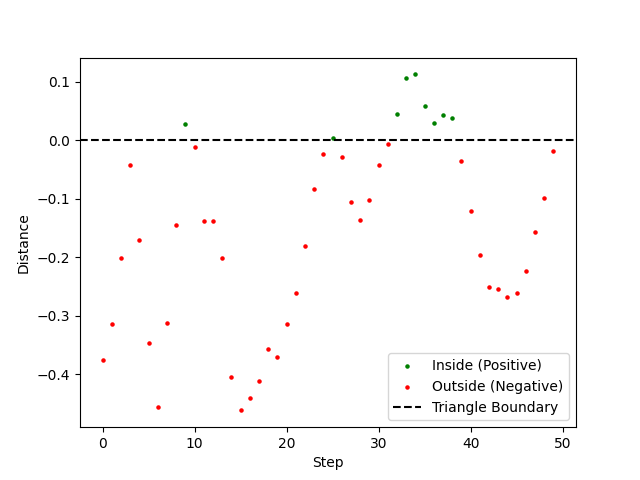 0.1
0.0
−0.1
−0.2
−0.3
−0.4
Distance
0 10 20 30 40 50
Step
Inside (Positive)
Outside (Negative)
Triangle Boundary